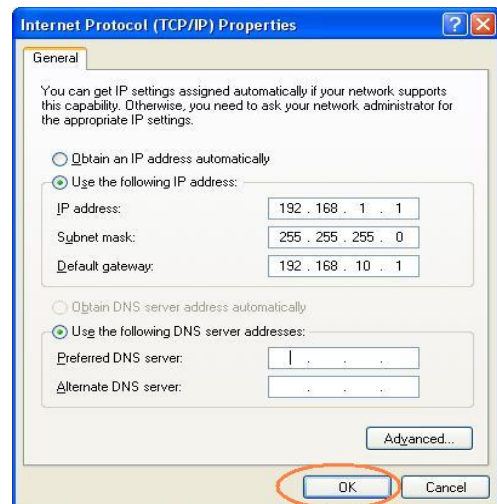 Internet Protocol (TCP/IP) Properties
General
You can get IP settings assigned automatically if your network supports
this capability. Otherwise, you need to ask your network administrator for
the appropriate IP settings.
Obtain an IP address automatically
Use the following IP address:
IP address: 192 . 168 . 1 . 1
Subnet mask: 255 . 255 . 255 . 0
Default gateway: 192 . 168 . 10 . 1
Obtain DNS server address automatically
Use the following DNS server addresses:
Preferred DNS server: . . .
Alternate DNS server: . . .
Advanced...
OK Cancel